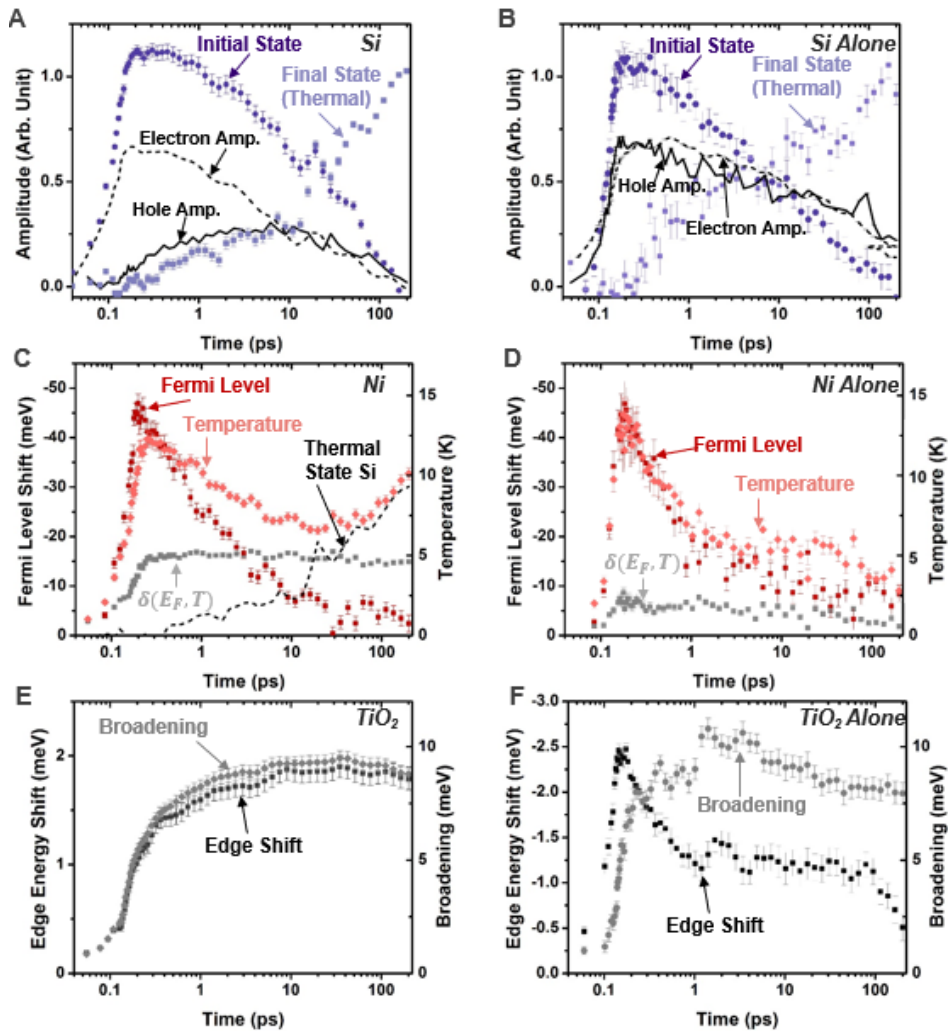 A
Si
Initial State
Final State
(Thermal)
Electron Amp.
Hole Amp.
Amplitude (Arb. Unit)
1.0
0.5
0.0
0.1
1
10
100
Time (ps)
B
Si Alone
Initial State
Final State
(Thermal)
Hole Amp.
Electron Amp.
Amplitude (Arb. Unit)
1.0
0.5
0.0
0.1
1
10
100
Time (ps)
C
Ni
Fermi Level
Temperature
Thermal
State Si
δ(E_F,T)
Fermi Level Shift (meV)
-50
-40
-30
-20
-10
0
Temperature (K)
15
10
5
0
0.1
1
10
100
Time (ps)
D
Ni Alone
Fermi Level
Temperature
δ(E_F,T)
Fermi Level Shift (meV)
-50
-40
-30
-20
-10
0
Temperature (K)
15
10
5
0
0.1
1
10
100
Time (ps)
E
TiO₂
Broadening
Edge Shift
Edge Energy Shift (meV)
2
1
0
Broadening (meV)
10
5
0
0.1
1
10
100
Time (ps)
F
TiO₂ Alone
Broadening
Edge Shift
Edge Energy Shift (meV)
-3.0
-2.5
-2.0
-1.5
-1.0
-0.5
0.0
Broadening (meV)
10
5
0
0.1
1
10
100
Time (ps)